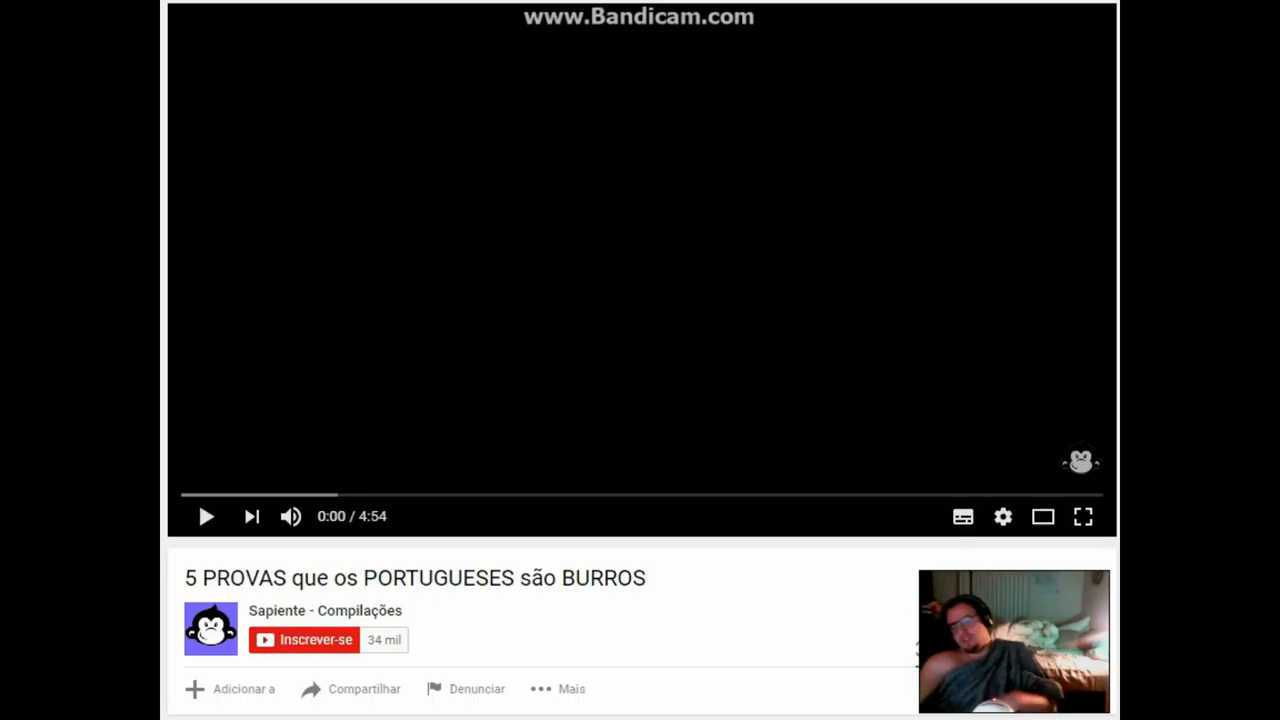 www.Bandicam.com
0:00 / 4:54
5 PROVAS que os PORTUGUESES são BURROS
Sapiente - Compilações
Inscrever-se 34 mil
Adicionar a Compartilhar Denunciar Mais